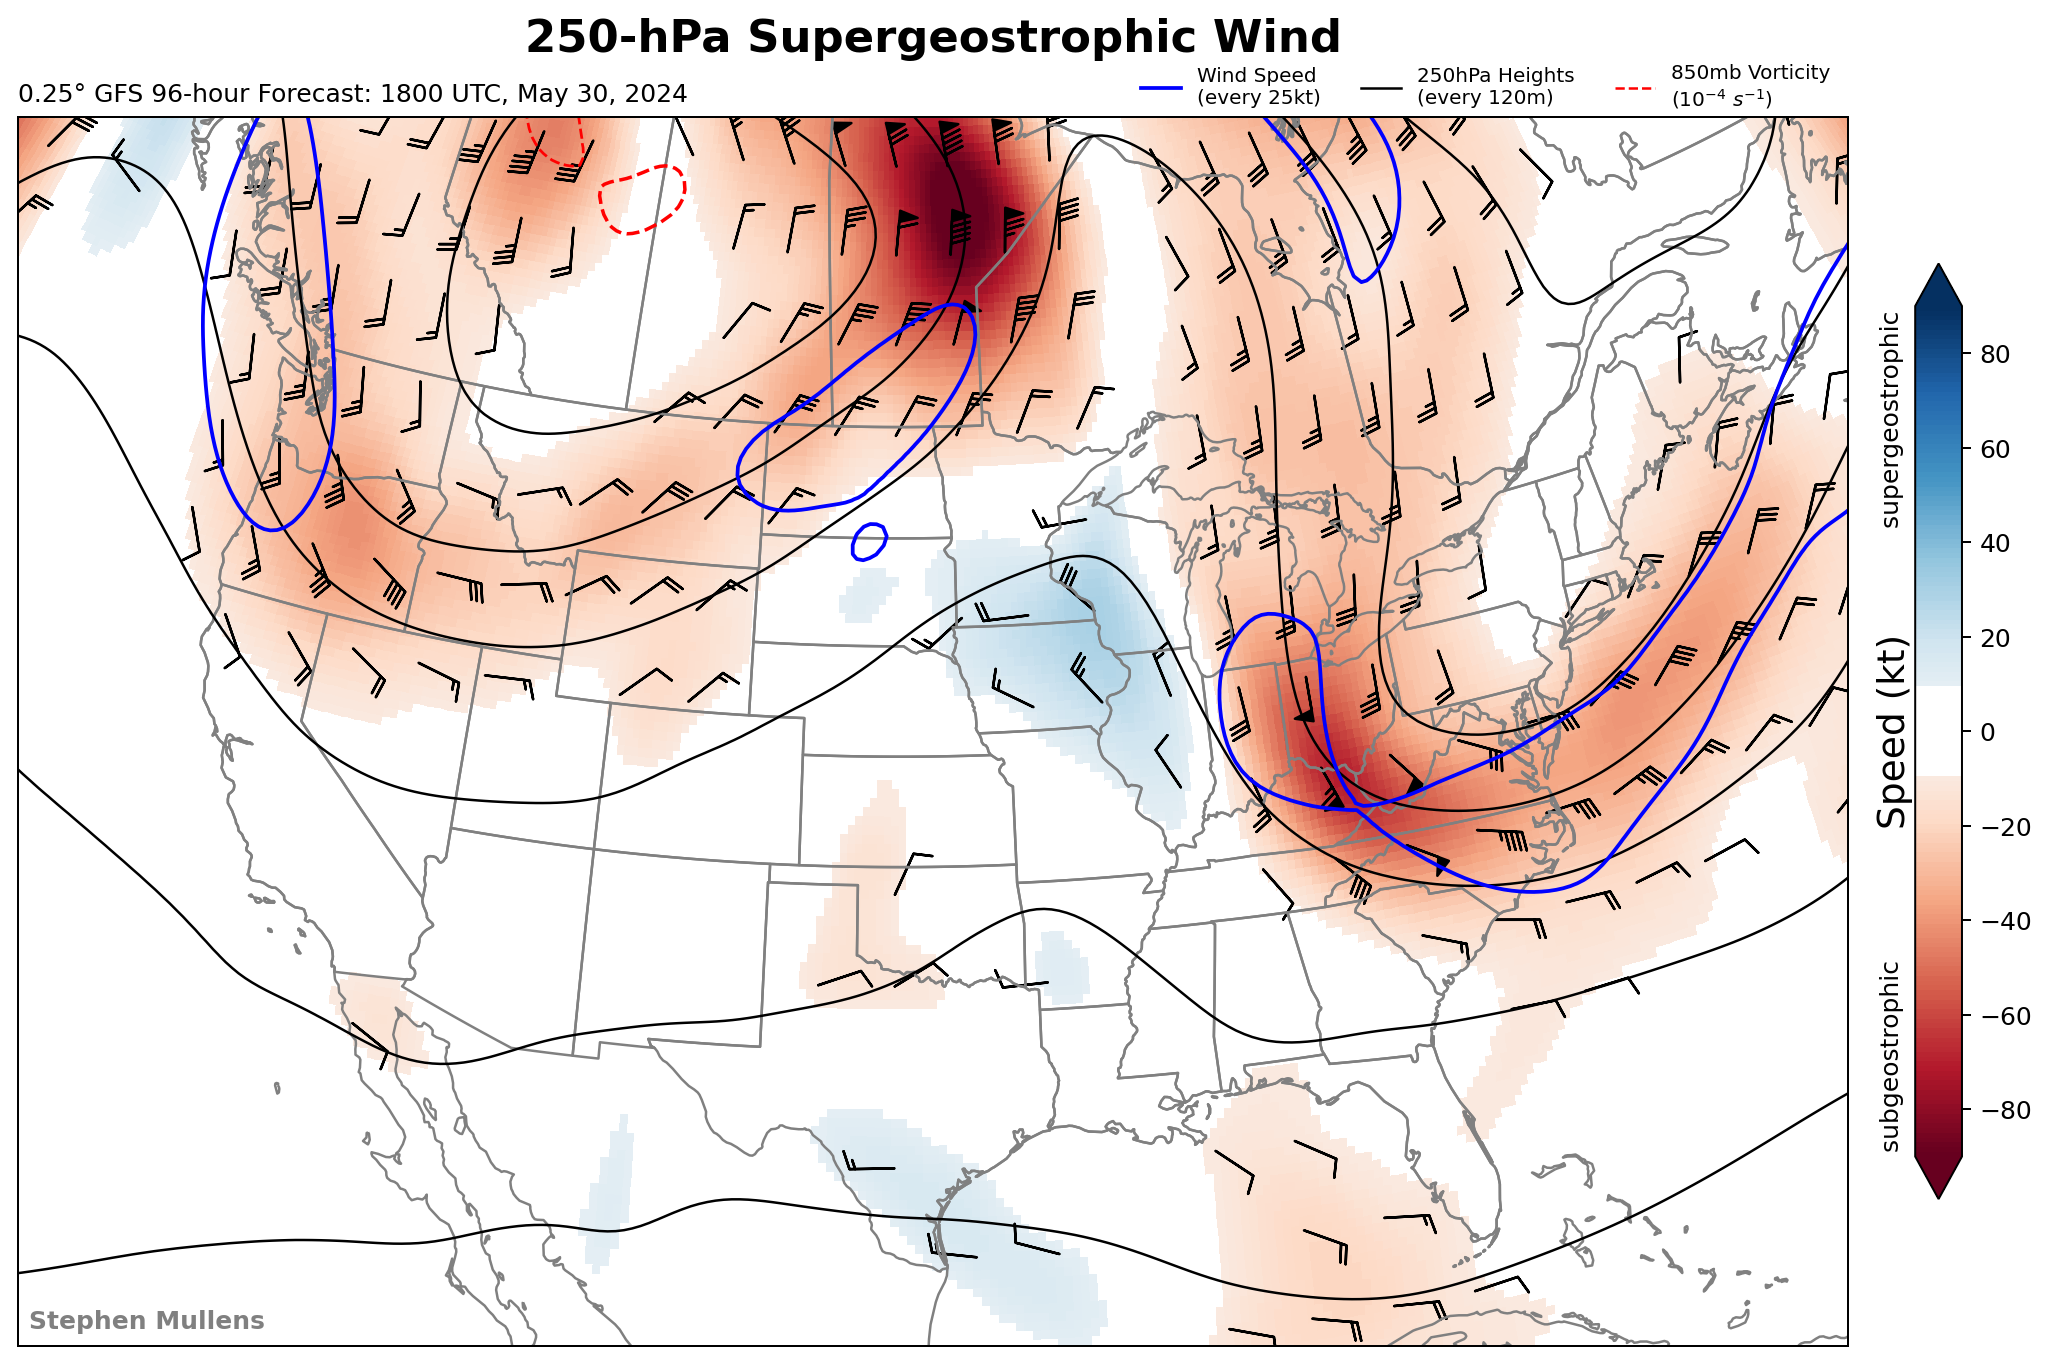 250-hPa Supergeostrophic Wind
0.25° GFS 96-hour Forecast: 1800 UTC, May 30, 2024
Wind Speed
(every 25kt)
250hPa Heights
(every 120m)
850mb Vorticity
(10⁻⁴ s⁻¹)
supergeostrophic
Speed (kt)
subgeostrophic
80
60
40
20
0
−20
−40
−60
−80
Stephen Mullens